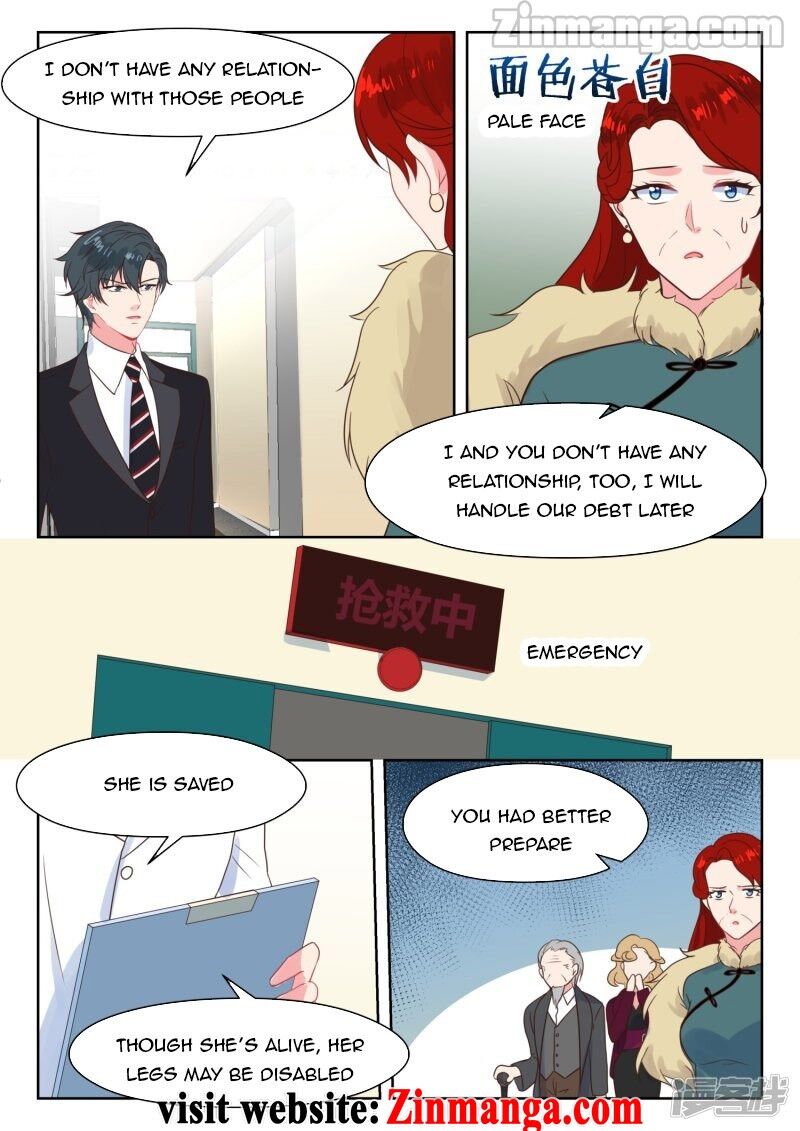 Zinmanga.com
I DON'T HAVE ANY RELATION-
SHIP WITH THOSE PEOPLE
面色苍白
PALE FACE
I AND YOU DON'T HAVE ANY
RELATIONSHIP, TOO, I WILL
HANDLE OUR DEBT LATER
抢救中
EMERGENCY
SHE IS SAVED
YOU HAD BETTER
PREPARE
THOUGH SHE'S ALIVE, HER
LEGS MAY BE DISABLED
漫客栈
visit website: Zinmanga.com